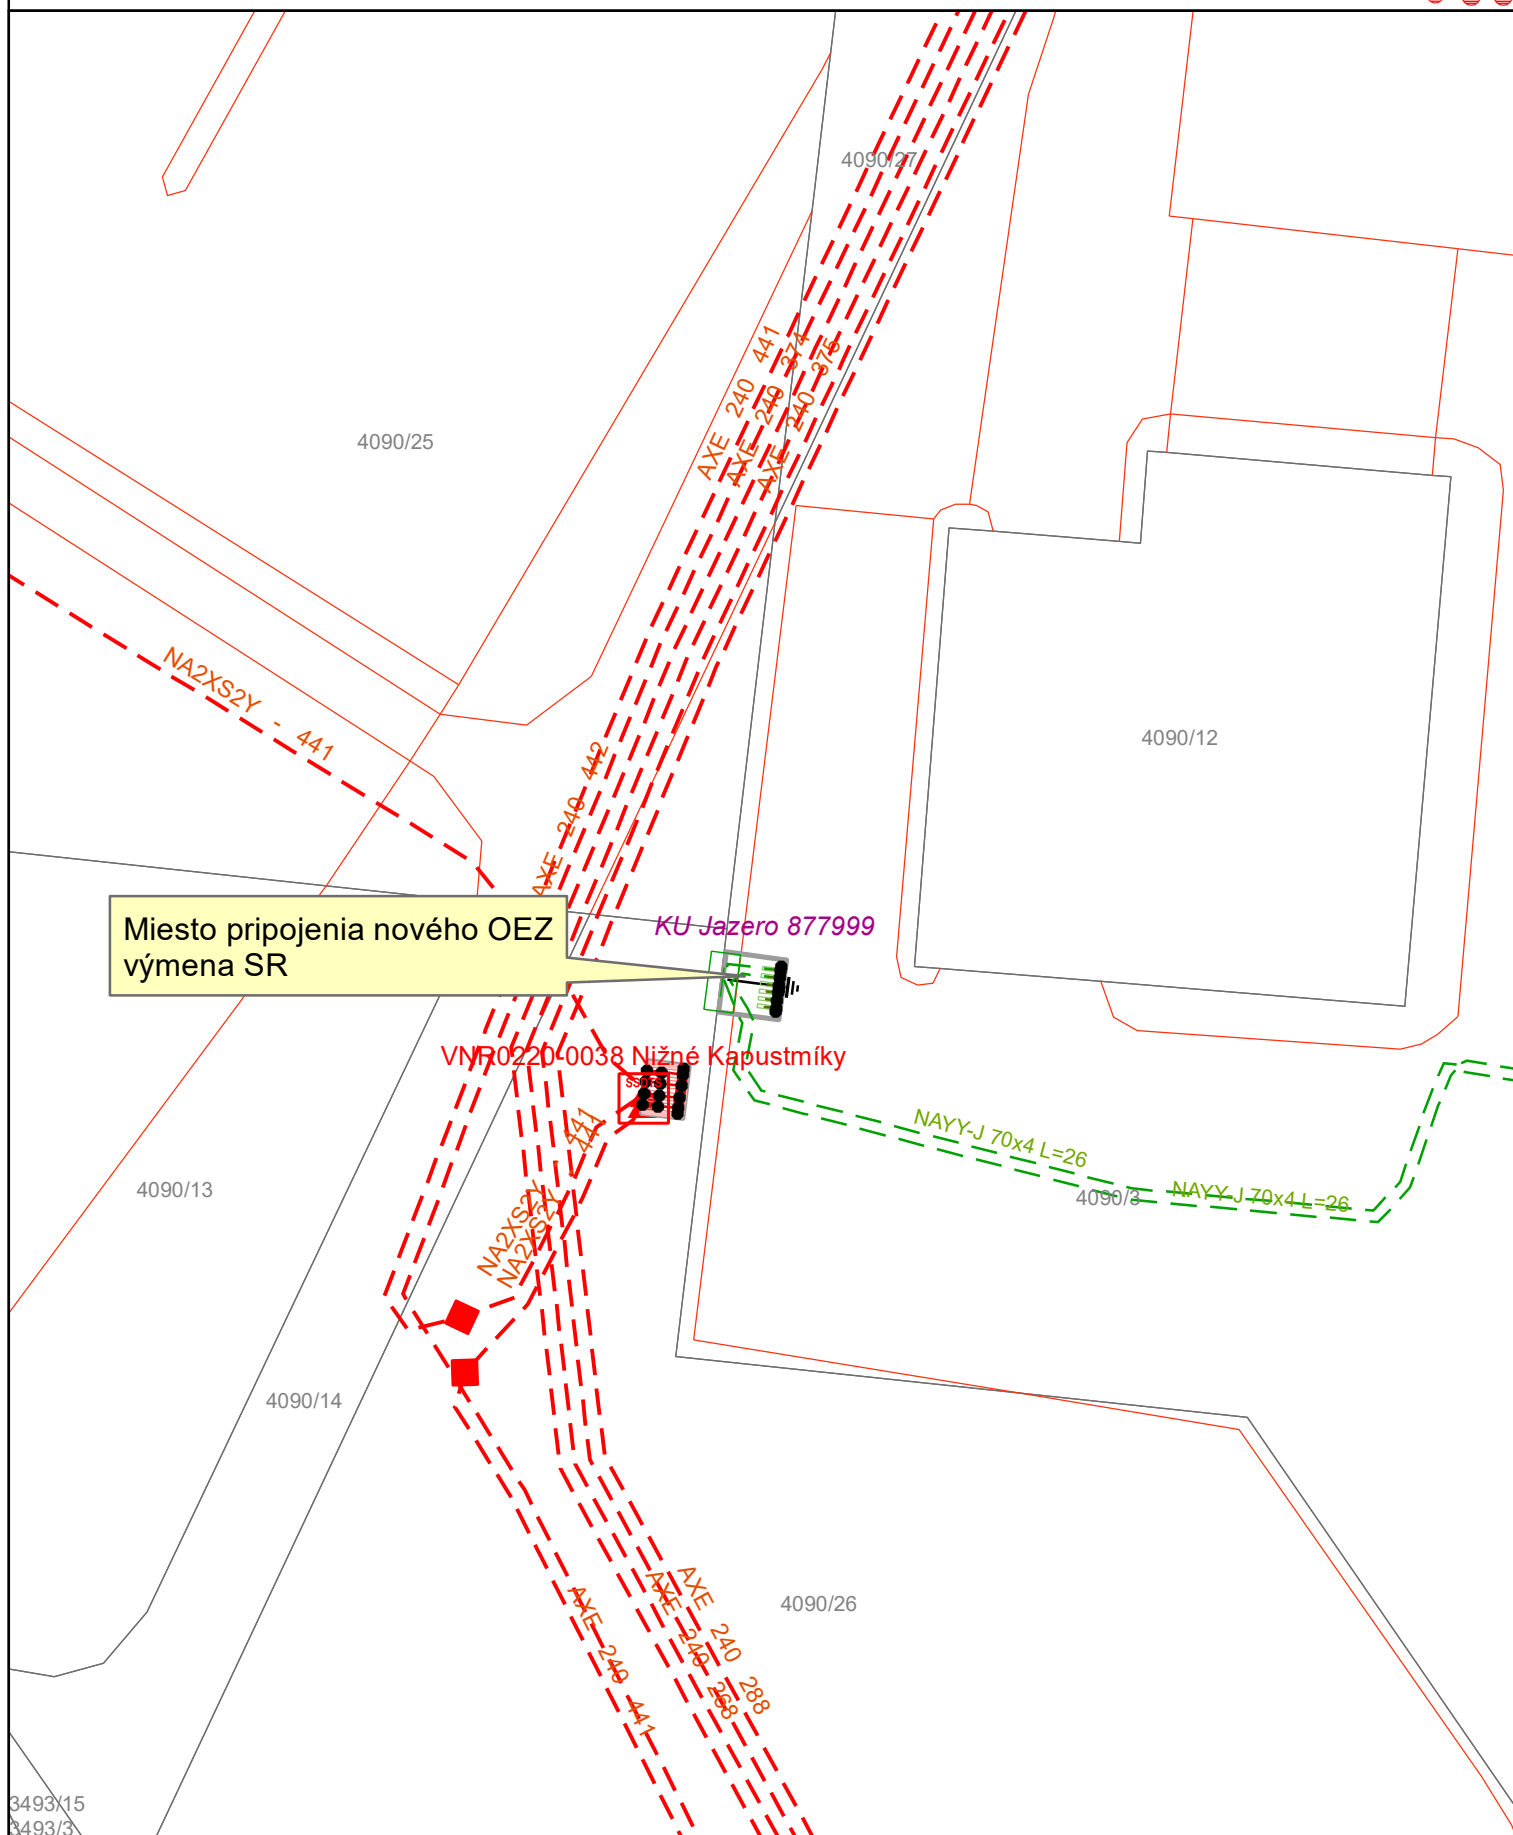 4090/27
AXE 240 441
AXE 240 374
AXE 240 375
4090/25
NA2XS2Y - 441
AXE 240 442
4090/12
Miesto pripojenia nového OEZ
výmena SR
KU Jazero 877999
VNR0220-0038 Nižné Kapustmíky
NA2XS2Y - 441
NA2XS2Y - 441
NAYY-J 70x4 L=26
NAYY-J 70x4 L=26
4090/3
4090/13
4090/14
AXE 240 441
AXE 240 268
AXE 240 288
4090/26
3493/15
3493/3